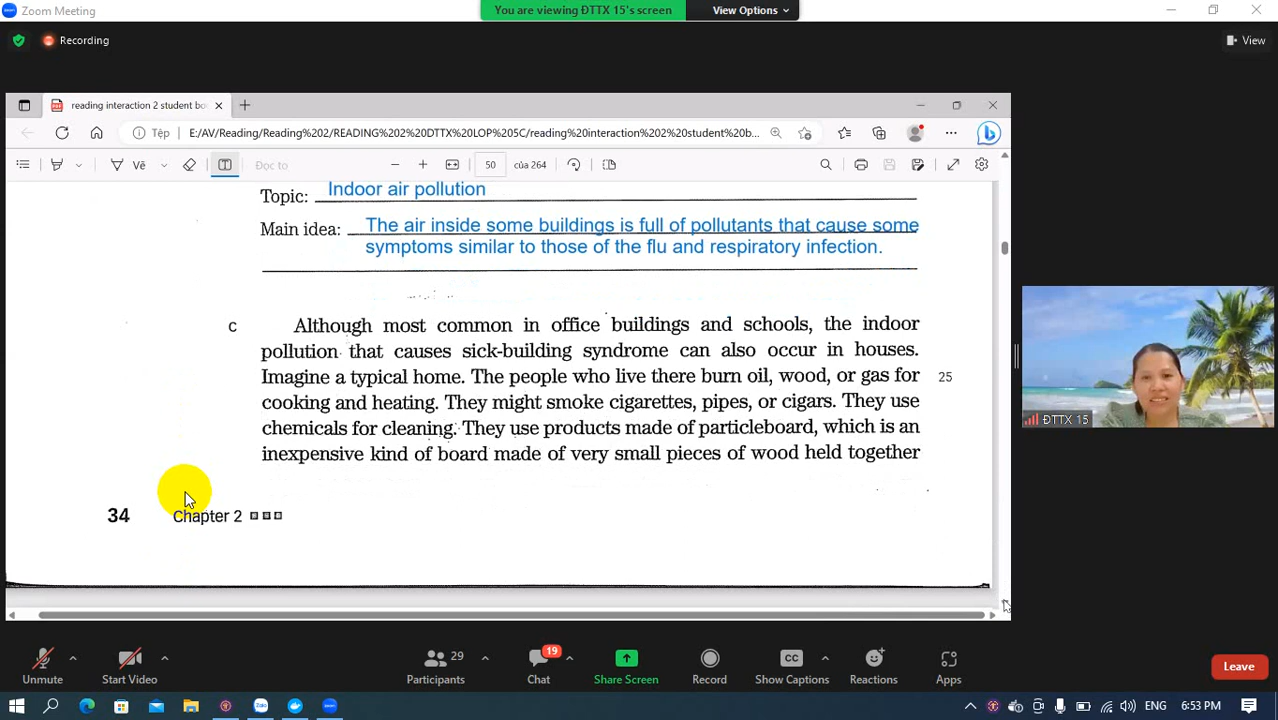 Zoom Meeting
You are viewing ĐTTX 15's screen
View Options
Recording
View
reading interaction 2 student bo
Tệp
E:/AV/Reading/Reading%202/READING%202%20DTTX%20LOP%205C/reading%20interaction%202%20student%20b...
Vẽ
Đọc to
50
của 264
Topic: Indoor air pollution
Main idea: The air inside some buildings is full of pollutants that cause some
symptoms similar to those of the flu and respiratory infection.
C Although most common in office buildings and schools, the indoor
pollution that causes sick-building syndrome can also occur in houses.
Imagine a typical home. The people who live there burn oil, wood, or gas for 25
cooking and heating. They might smoke cigarettes, pipes, or cigars. They use
chemicals for cleaning. They use products made of particleboard, which is an
inexpensive kind of board made of very small pieces of wood held together
34 Chapter 2
ĐTTX 15
Unmute
Start Video
29
Participants
19
Chat
Share Screen
Record
CC
Show Captions
Reactions
Apps
Leave
Zalo
ENG
6:53 PM